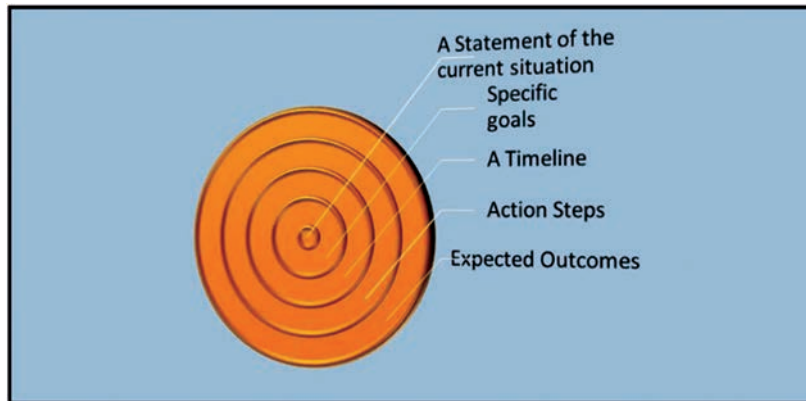 A Statement of the
current situation
Specific
goals
A Timeline
Action Steps
Expected Outcomes